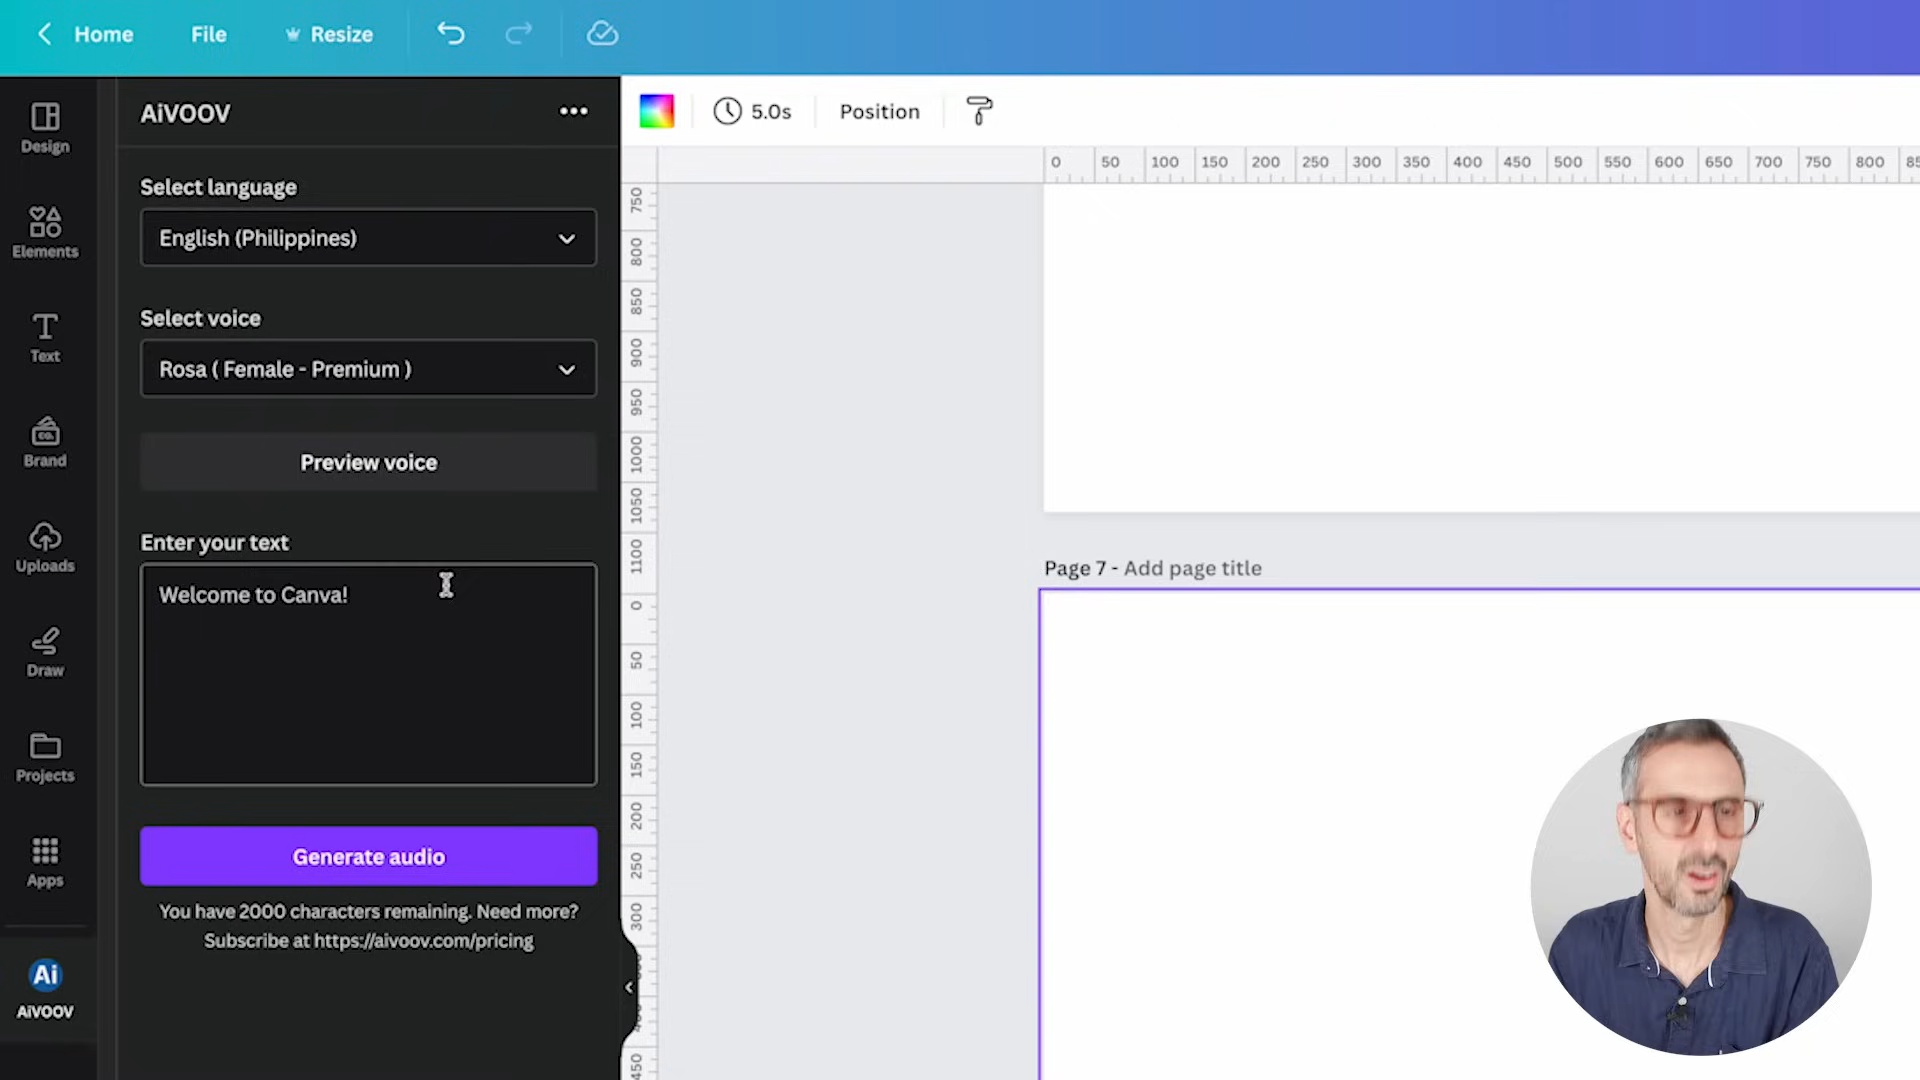 Home File Resize
Design
Elements
Text
Brand
CO.
Uploads
Draw
Projects
Apps
Ai
AiVOOV
AiVOOV
Select language
English (Philippines)
Select voice
Rosa ( Female - Premium )
Preview voice
Enter your text
Welcome to Canva!
Generate audio
You have 2000 characters remaining. Need more?
Subscribe at https://aivoov.com/pricing
5.0s Position
0 50 100 150 200 250 300 350 400 450 500 550 600 650 700 750 800
750
800
850
900
950
1000
1050
1100
0
50
100
150
200
250
300
450
Page 7 - Add page title